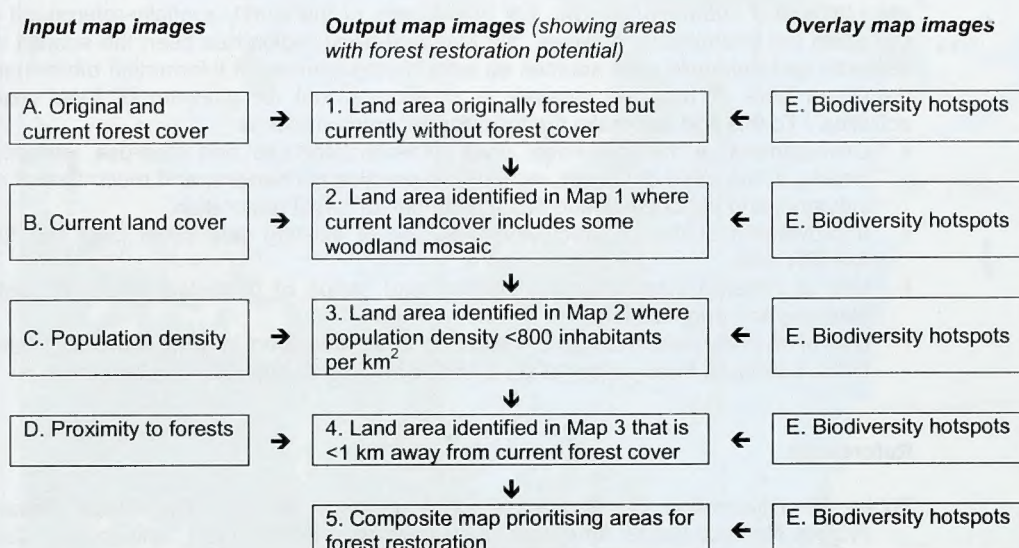 Input map images
Output map images (showing areas
with forest restoration potential)
Overlay map images
A. Original and
current forest cover
→
1. Land area originally forested but
currently without forest cover
←
E. Biodiversity hotspots
↓
B. Current land cover
→
2. Land area identified in Map 1 where
current landcover includes some
woodland mosaic
←
E. Biodiversity hotspots
↓
C. Population density
→
3. Land area identified in Map 2 where
population density <800 inhabitants
per km²
←
E. Biodiversity hotspots
↓
D. Proximity to forests
→
4. Land area identified in Map 3 that is
<1 km away from current forest cover
←
E. Biodiversity hotspots
↓
5. Composite map prioritising areas for
forest restoration
←
E. Biodiversity hotspots